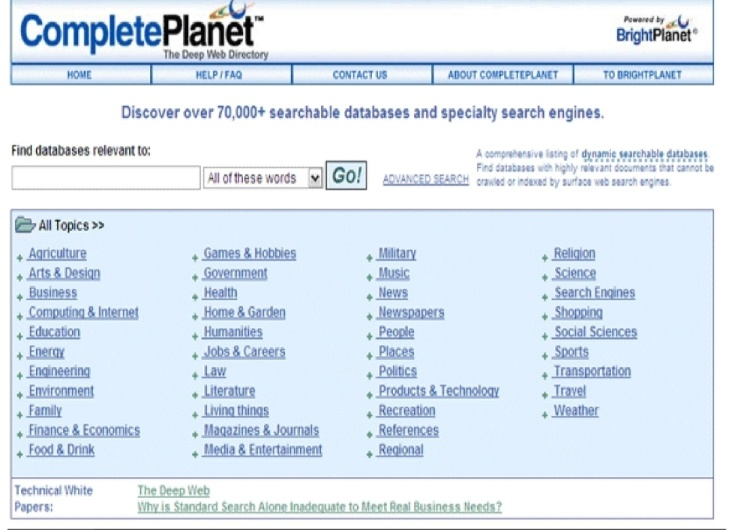 CompletePlanet™
The Deep Web Directory
Powered by
BrightPlanet®
HOME
HELP / FAQ
CONTACT US
ABOUT COMPLETEPLANET
TO BRIGHTPLANET
Discover over 70,000+ searchable databases and specialty search engines.
Find databases relevant to:
All of these words
Go!
ADVANCED SEARCH
A comprehensive listing of dynamic searchable databases.
Find databases with highly relevant documents that cannot be
crawled or indexed by surface web search engines.
All Topics >>
Agriculture
Arts & Design
Business
Computing & Internet
Education
Energy
Engineering
Environment
Family
Finance & Economics
Food & Drink
Games & Hobbies
Government
Health
Home & Garden
Humanities
Jobs & Careers
Law
Literature
Living things
Magazines & Journals
Media & Entertainment
Military
Music
News
Newspapers
People
Places
Politics
Products & Technology
Recreation
References
Regional
Religion
Science
Search Engines
Shopping
Social Sciences
Sports
Transportation
Travel
Weather
Technical White
Papers:
The Deep Web
Why is Standard Search Alone Inadequate to Meet Real Business Needs?